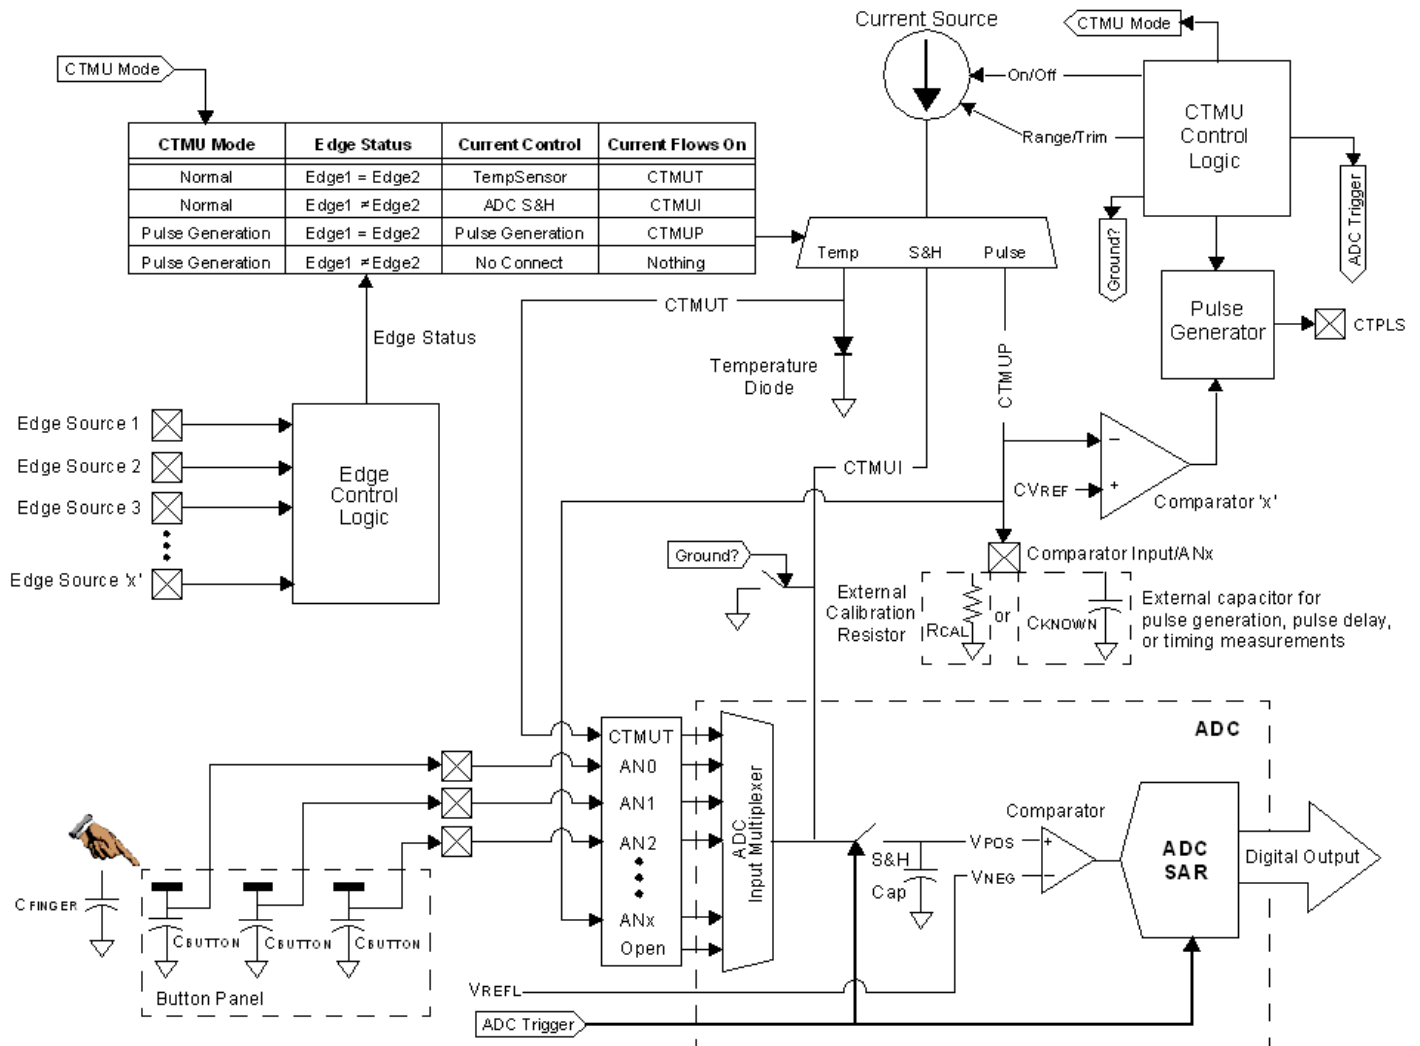 Current Source
CTMU Mode
CTMU Mode
On/Off
CTMU
Control
Logic
Range/Trim
CTMU Mode Edge Status Current Control Current Flows On
Normal Edge1 = Edge2 TempSensor CTMUT
Normal Edge1 ≠ Edge2 ADC S&H CTMUI
Pulse Generation Edge1 = Edge2 Pulse Generation CTMUP
Pulse Generation Edge1 ≠ Edge2 No Connect Nothing
Ground?
ADC Trigger
Temp S&H Pulse
CTMUT
Pulse
Generator
CTPLS
Edge Status
Temperature
Diode
CTMUP
Edge Source 1
Edge Source 2
Edge Source 3
Edge Source 'x'
Edge
Control
Logic
CTMUI
−
CVREF
+
Comparator 'x'
Ground?
Comparator Input/ANx
External
Calibration
Resistor
RCAL
or
CKNOWN
External capacitor for
pulse generation, pulse delay,
or timing measurements
ADC
CTMUT
AN0
AN1
AN2
ANx
Open
ADC
Input Multiplexer
Comparator
S&H
Cap
VPOS +
VNEG −
ADC
SAR
Digital Output
CFINGER
CBUTTON CBUTTON CBUTTON
Button Panel
VREFL
ADC Trigger